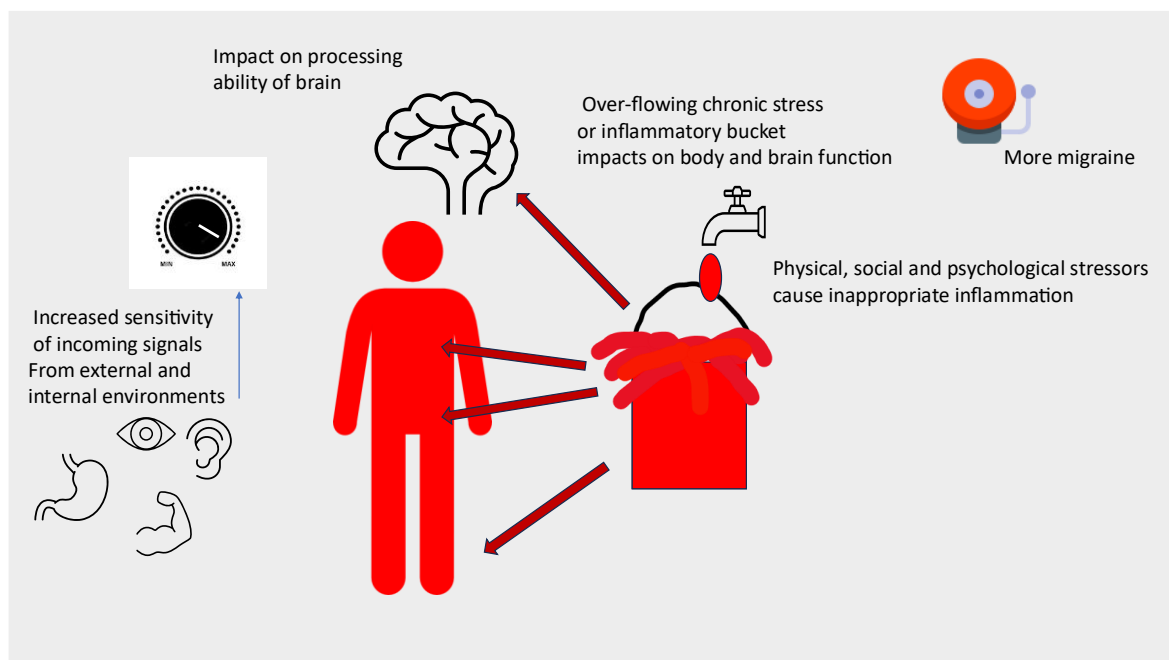 Impact on processing
ability of brain
Over-flowing chronic stress
or inflammatory bucket
impacts on body and brain function
More migraine
MIN MAX
Physical, social and psychological stressors
cause inappropriate inflammation
Increased sensitivity
of incoming signals
From external and
internal environments